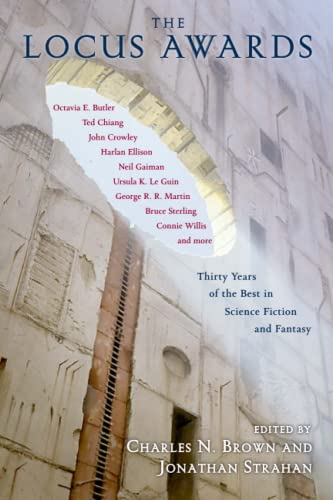 THE
LOCUS AWARDS
Octavia E. Butler
Ted Chiang
John Crowley
Harlan Ellison
Neil Gaiman
Ursula K. Le Guin
George R. R. Martin
Bruce Sterling
Connie Willis
and more
Thirty Years
of the Best in
Science Fiction
and Fantasy
EDITED BY
CHARLES N. BROWN AND
JONATHAN STRAHAN